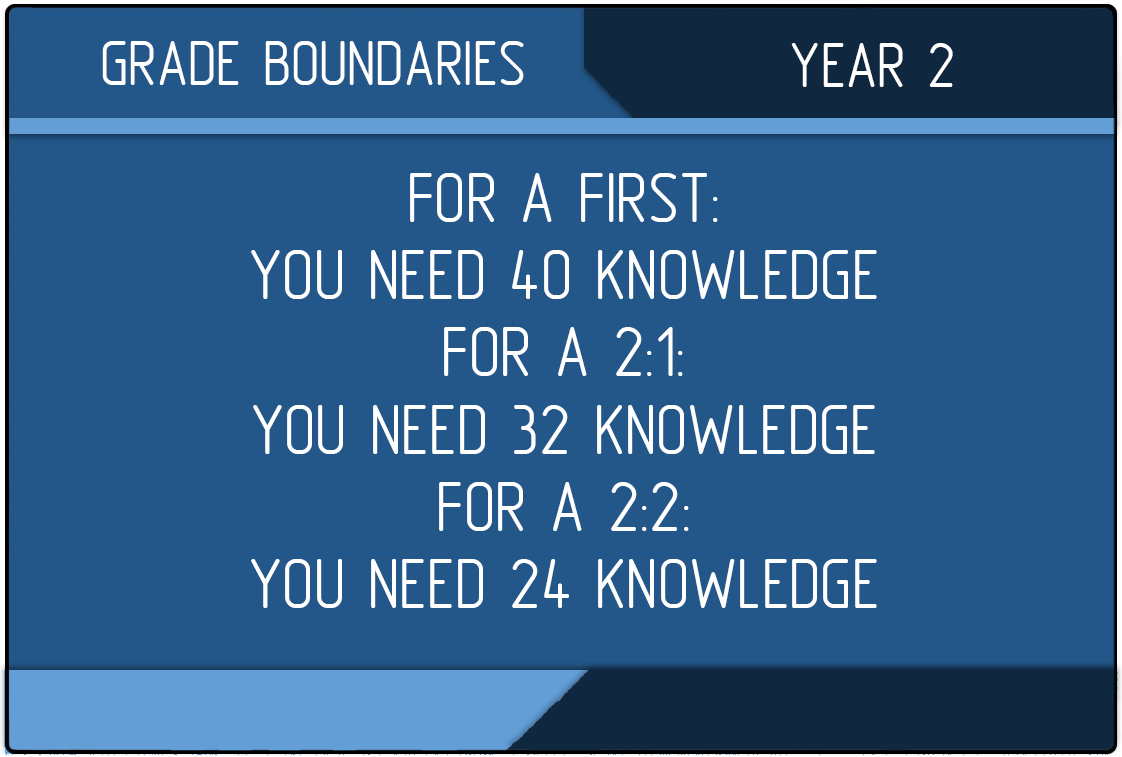 GRADE BOUNDARIES
YEAR 2
FOR A FIRST:
YOU NEED 40 KNOWLEDGE
FOR A 2:1:
YOU NEED 32 KNOWLEDGE
FOR A 2:2:
YOU NEED 24 KNOWLEDGE